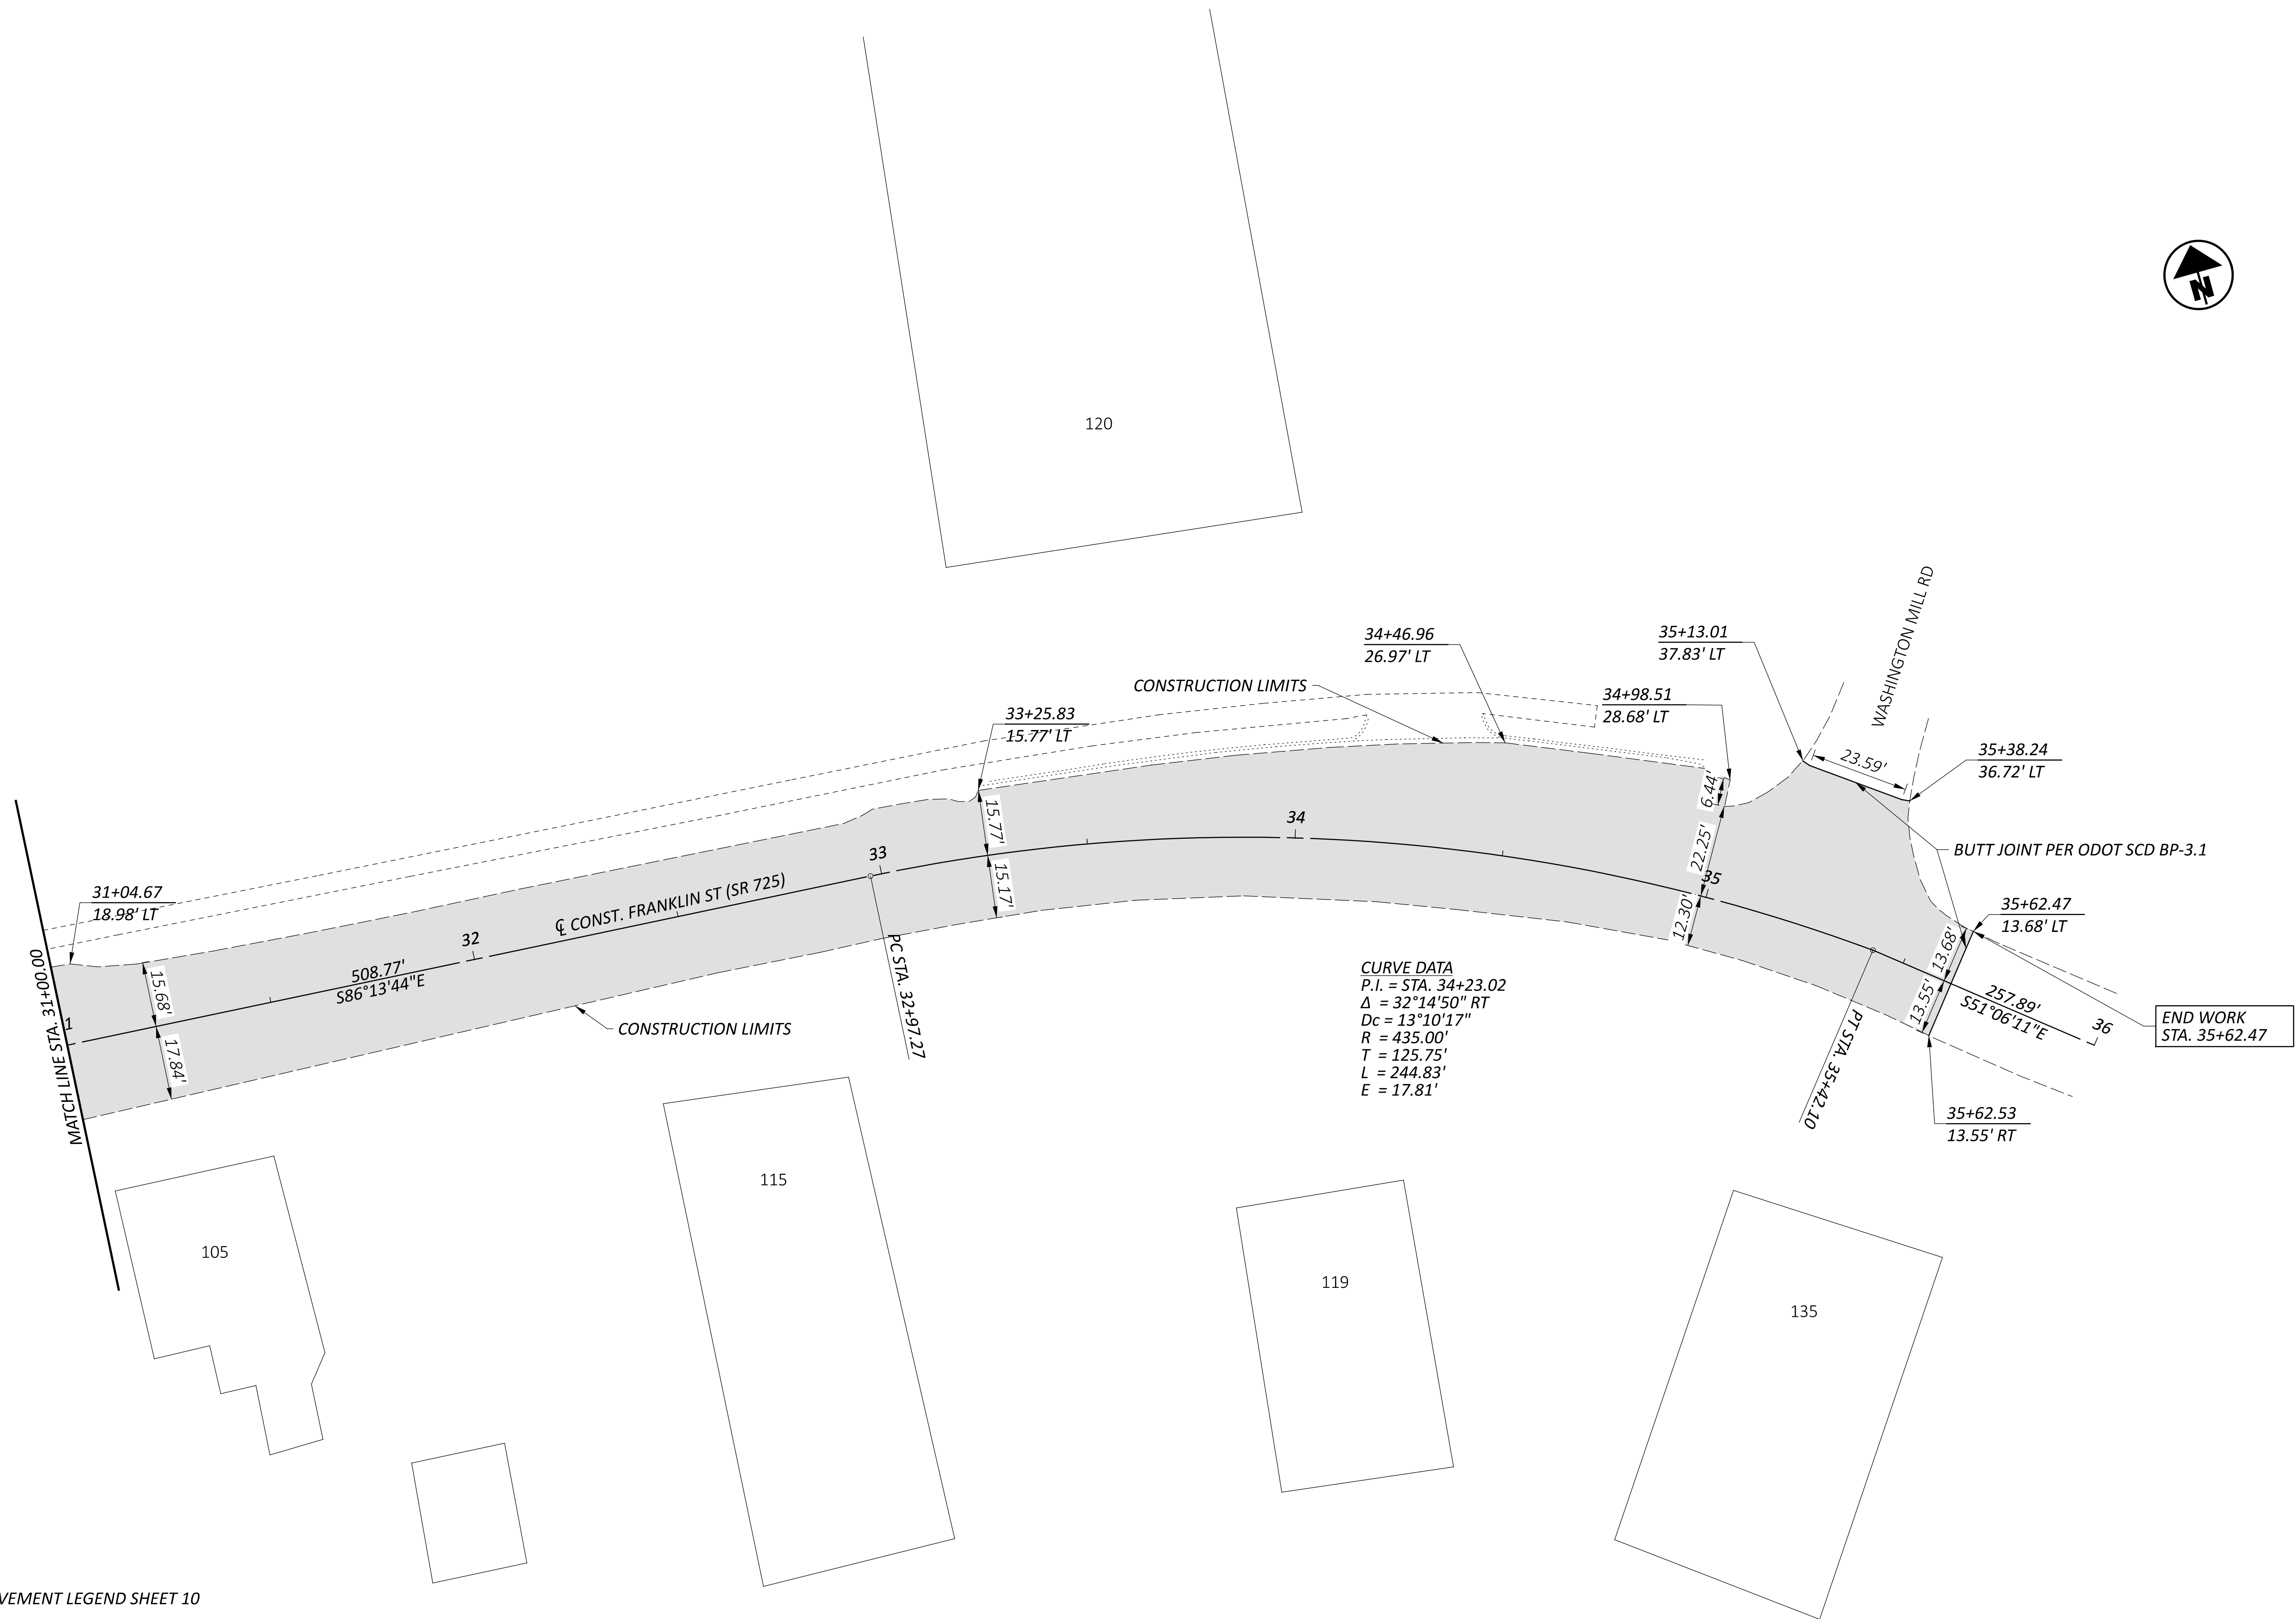 120
N
WASHINGTON MILL RD
34+46.96
26.97' LT
35+13.01
37.83' LT
CONSTRUCTION LIMITS
34+98.51
28.68' LT
33+25.83
15.77' LT
23.59'
35+38.24
36.72' LT
6.44'
15.77'
34
22.25'
33
35
BUTT JOINT PER ODOT SCD BP-3.1
31+04.67
18.98' LT
15.17'
12.30'
35+62.47
13.68' LT
32
℄ CONST. FRANKLIN ST (SR 725)
13.68'
508.77'
S86°13'44"E
15.68'
17.84'
1
MATCH LINE STA. 31+00.00
PC STA. 32+97.27
CONSTRUCTION LIMITS
CURVE DATA
P.I. = STA. 34+23.02
Δ = 32°14'50" RT
Dc = 13°10'17"
R = 435.00'
T = 125.75'
L = 244.83'
E = 17.81'
13.55'
257.89'
S51°06'11"E
36
END WORK
STA. 35+62.47
PT STA. 35+42.10
35+62.53
13.55' RT
105
115
119
135
VEMENT LEGEND SHEET 10